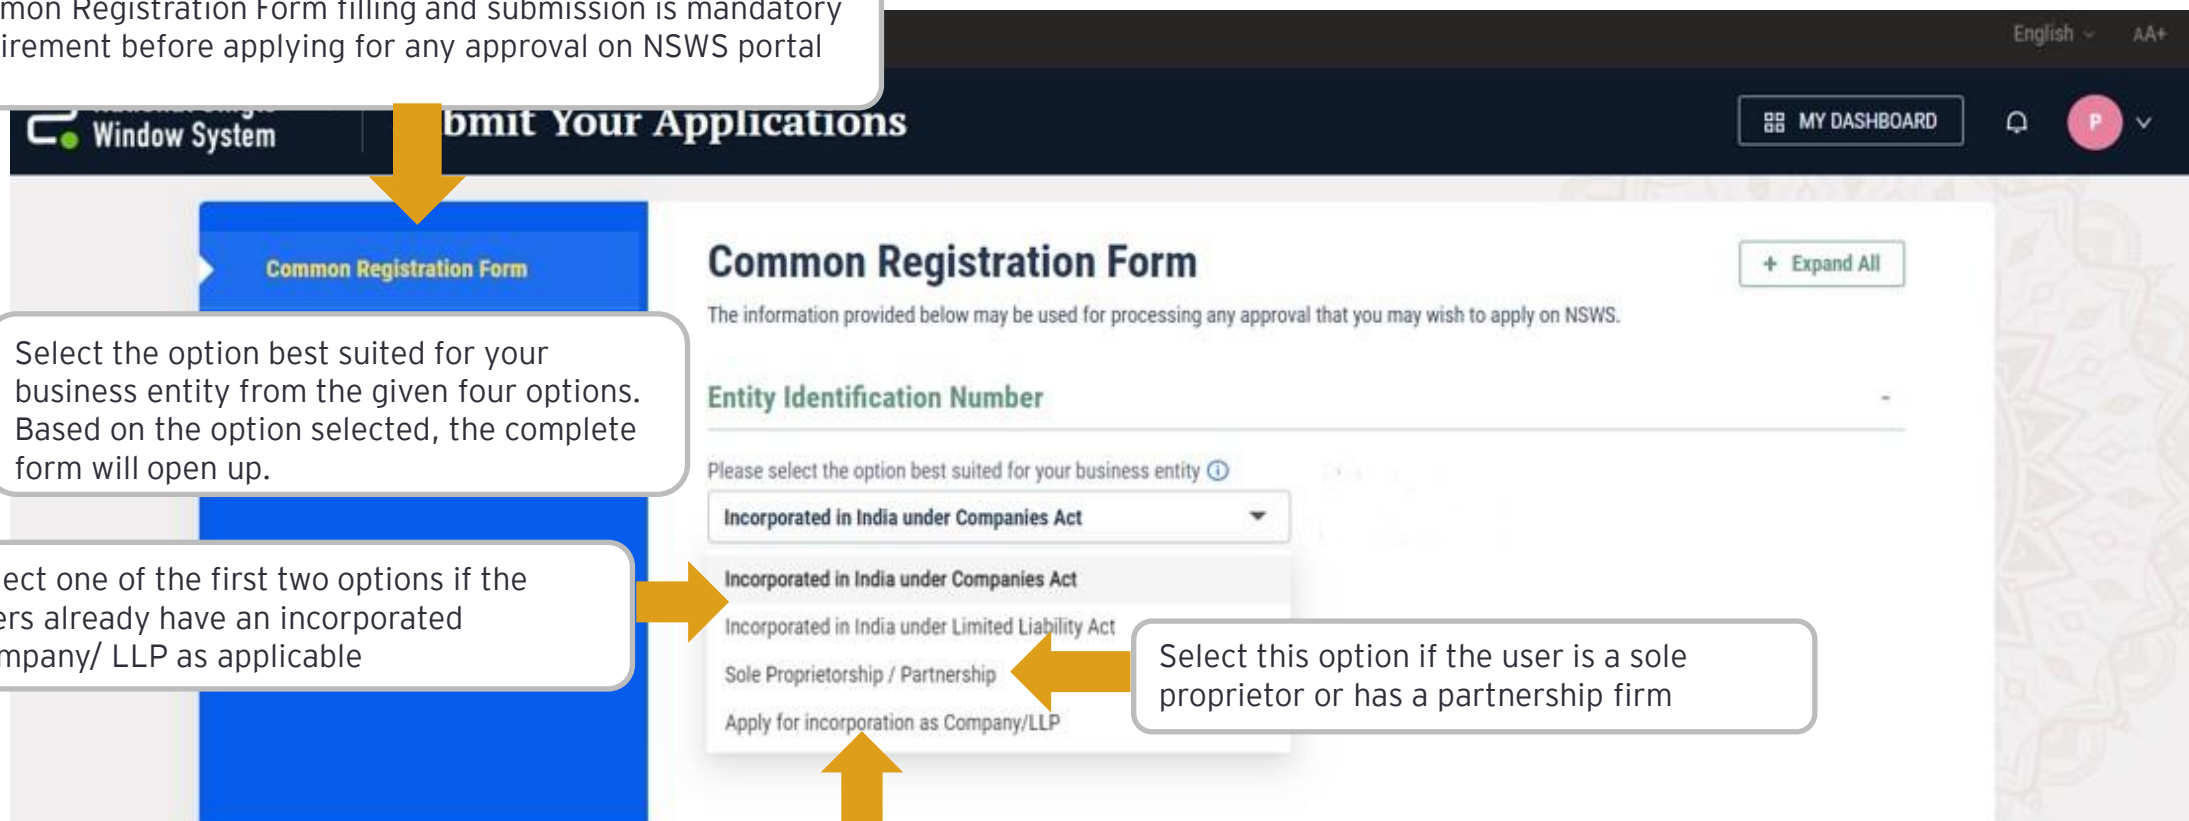 mon Registration Form filling and submission is mandatory
irement before applying for any approval on NSWS portal
English AA+
Window System
bmit Your Applications
MY DASHBOARD
P
Common Registration Form
Common Registration Form
+ Expand All
The information provided below may be used for processing any approval that you may wish to apply on NSWS.
Select the option best suited for your
business entity from the given four options.
Based on the option selected, the complete
form will open up.
Entity Identification Number -
Please select the option best suited for your business entity
Incorporated in India under Companies Act
lect one of the first two options if the
ers already have an incorporated
mpany/ LLP as applicable
Incorporated in India under Companies Act
Incorporated in India under Limited Liability Act
Sole Proprietorship / Partnership
Apply for incorporation as Company/LLP
Select this option if the user is a sole
proprietor or has a partnership firm